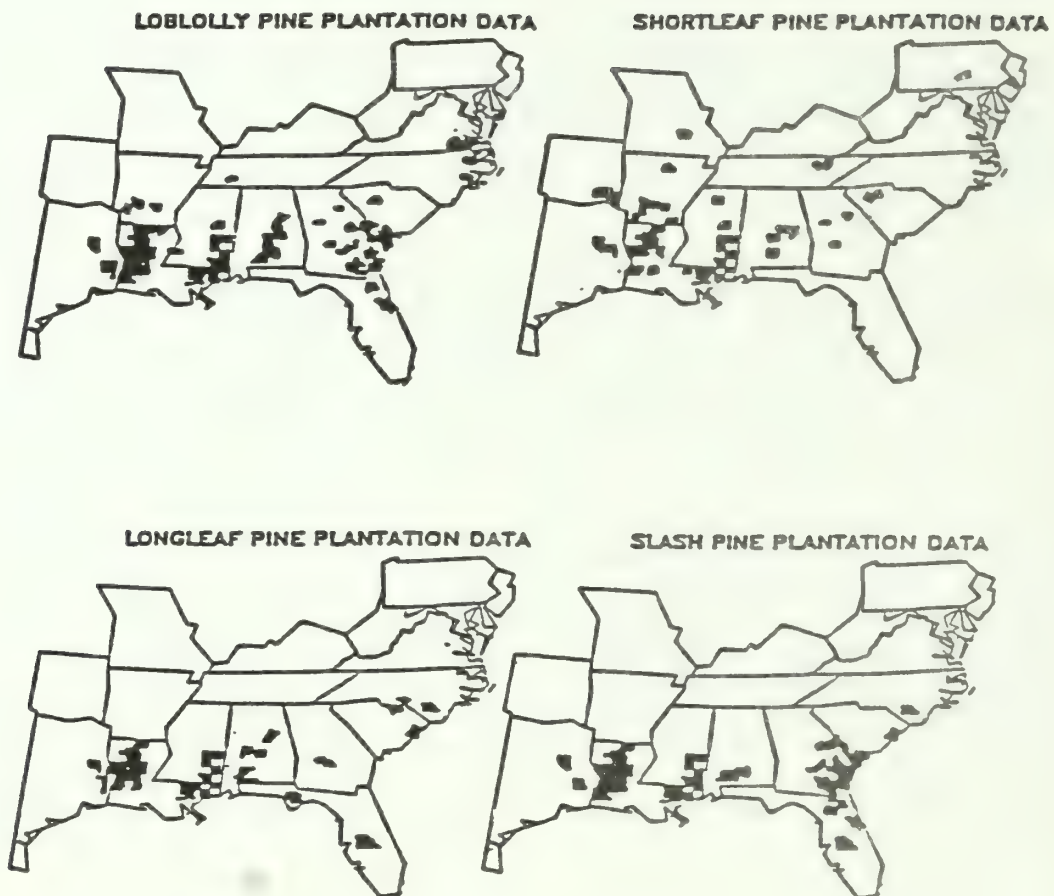 LOBLOLLY PINE PLANTATION DATA
SHORTLEAF PINE PLANTATION DATA
LONGLEAF PINE PLANTATION DATA
SLASH PINE PLANTATION DATA